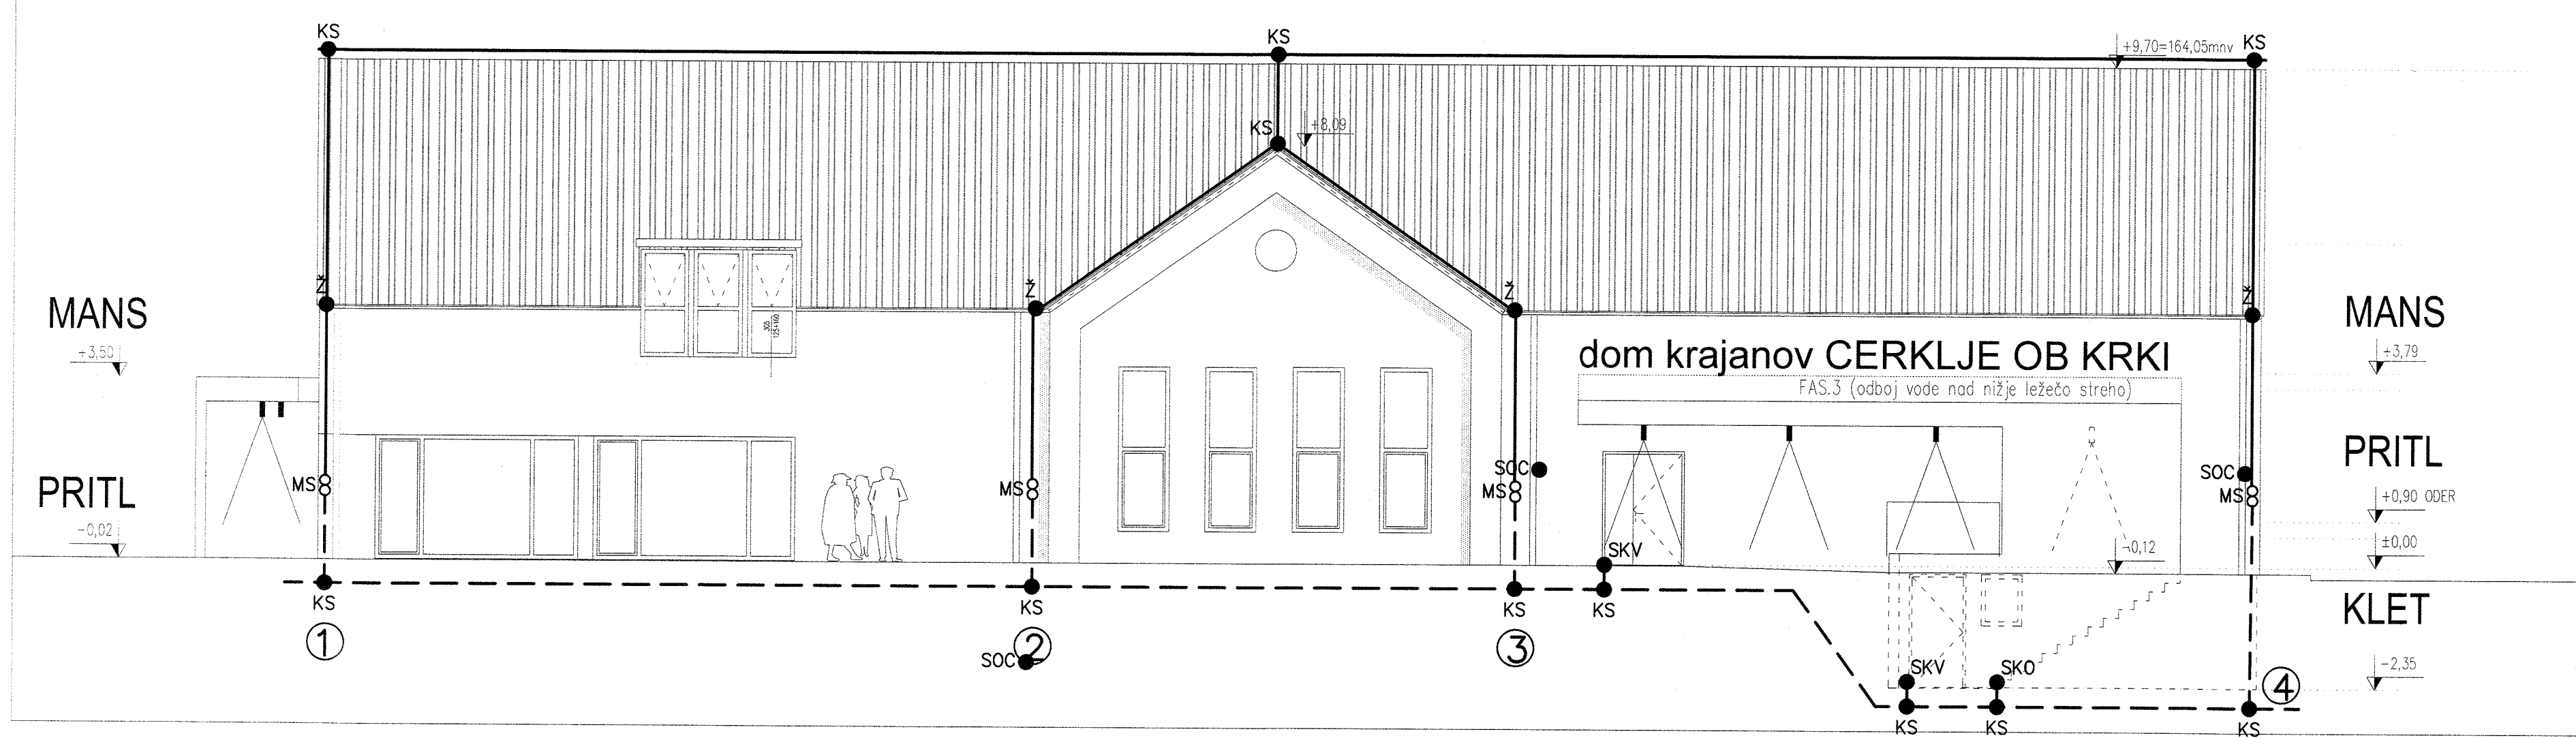 KS
KS
+9,70=164,05mnv
KS
KS
+8,09
Ž
Ž
Ž
Ž
MANS
+3,50
305
125+160
dom krajanov CERKLJE OB KRKI
FAS.3 (odboj vode nad nižje ležečo streho)
MANS
+3,79
PRITL
-0,02
MS
MS
SOC
MS
SOC
MS
PRITL
+0,90 ODER
±0,00
SKV
-0,12
KS
KS
KS
KS
KLET
1
2
SOC
3
SKV
SKO
4
-2,35
KS
KS
KS